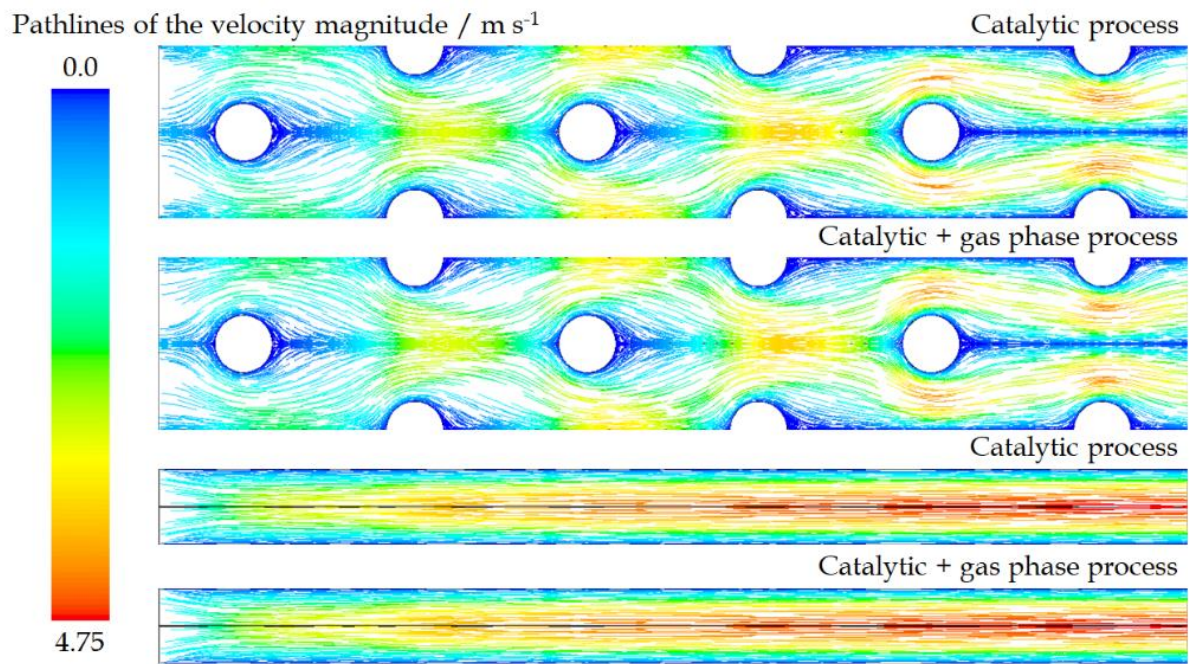 Pathlines of the velocity magnitude / m s⁻¹
Catalytic process
0.0
Catalytic + gas phase process
Catalytic process
Catalytic + gas phase process
4.75